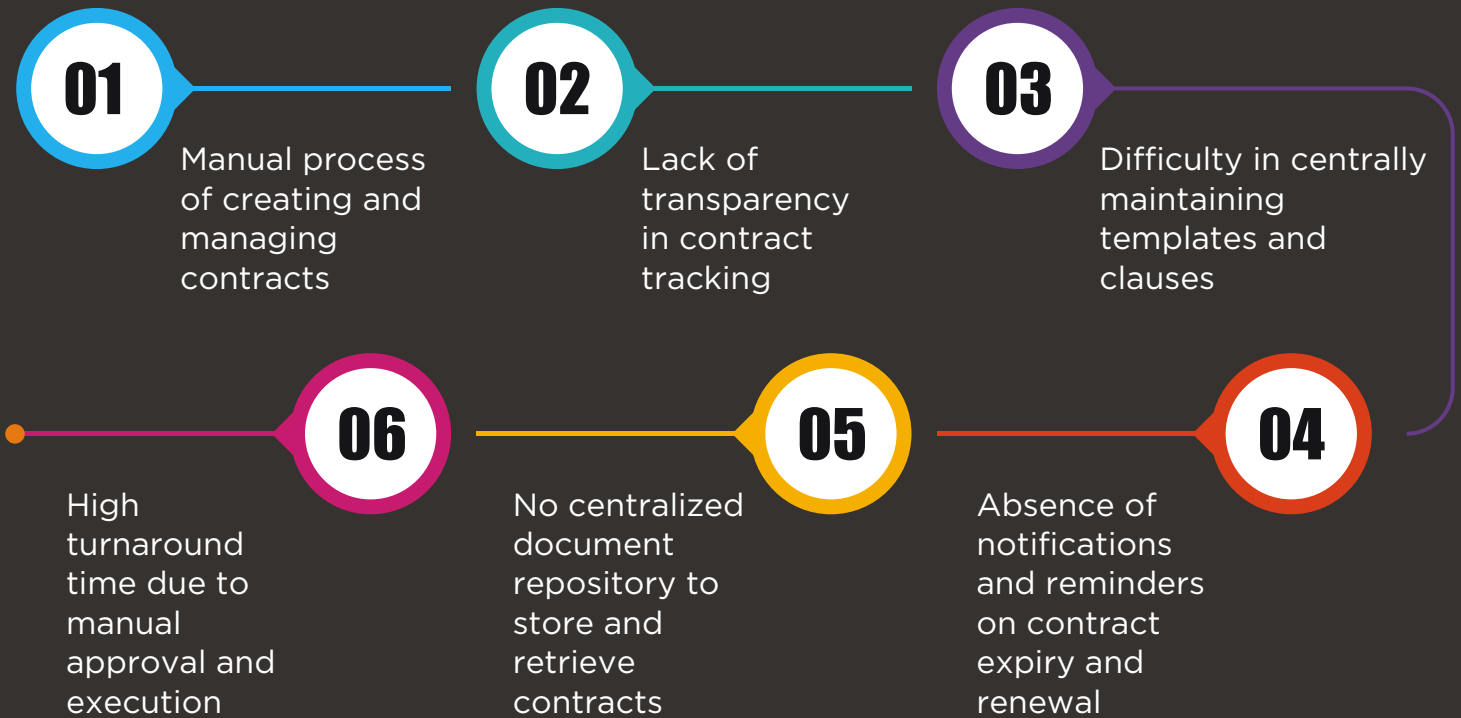 01
Manual process
of creating and
managing
contracts
02
Lack of
transparency
in contract
tracking
03
Difficulty in centrally
maintaining
templates and
clauses
04
Absence of
notifications
and reminders
on contract
expiry and
renewal
05
No centralized
document
repository to
store and
retrieve
contracts
06
High
turnaround
time due to
manual
approval and
execution